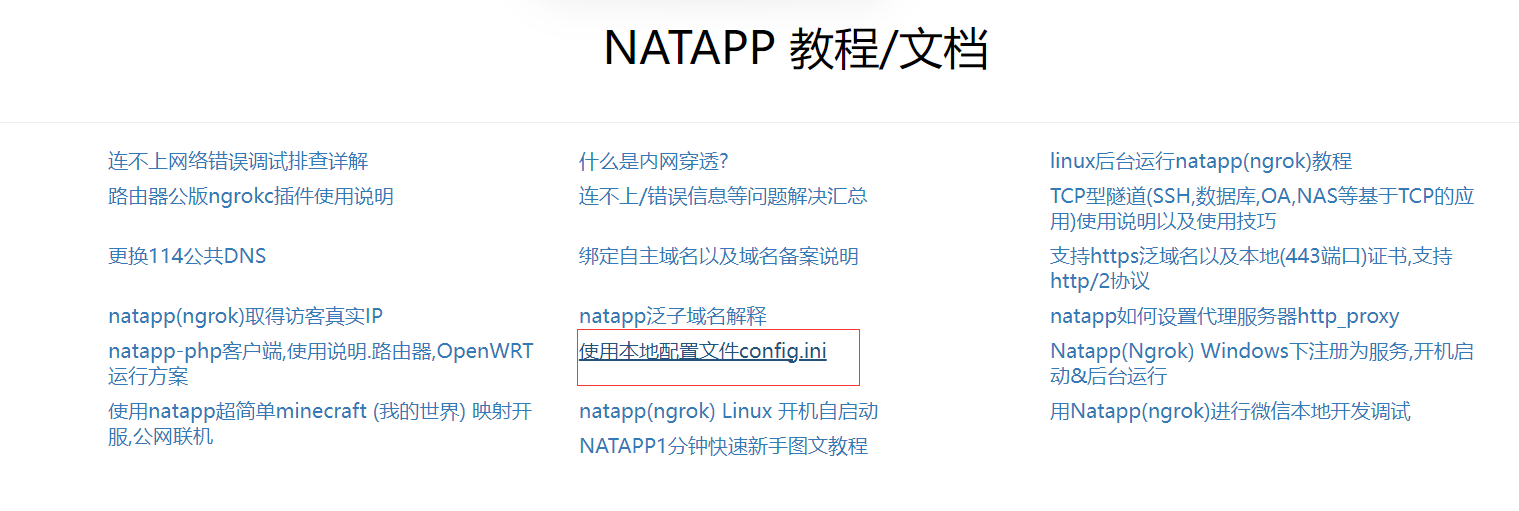 NATAPP 教程/文档
连不上网络错误调试排查详解
什么是内网穿透?
linux后台运行natapp(ngrok)教程
路由器公版ngrokc插件使用说明
连不上/错误信息等问题解决汇总
TCP型隧道(SSH,数据库,OA,NAS等基于TCP的应
用)使用说明以及使用技巧
更换114公共DNS
绑定自主域名以及域名备案说明
支持https泛域名以及本地(443端口)证书,支持
http/2协议
natapp(ngrok)取得访客真实IP
natapp泛子域名解释
natapp如何设置代理服务器http_proxy
natapp-php客户端,使用说明.路由器,OpenWRT
运行方案
使用本地配置文件config.ini
Natapp(Ngrok) Windows下注册为服务,开机启
动&后台运行
使用natapp超简单minecraft (我的世界) 映射开
服,公网联机
natapp(ngrok) Linux 开机自启动
用Natapp(ngrok)进行微信本地开发调试
NATAPP1分钟快速新手图文教程